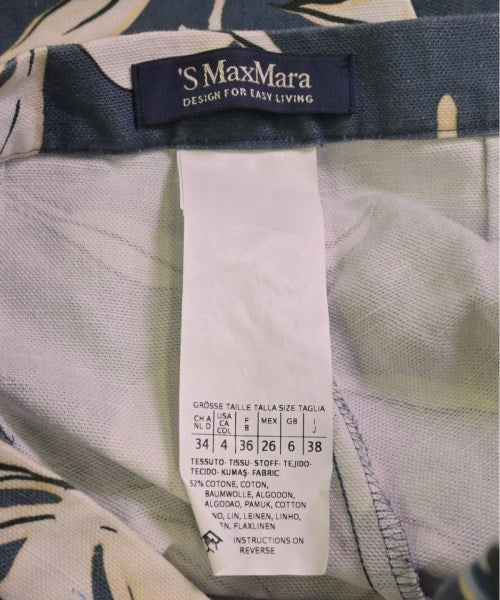 'S MaxMara
DESIGN FOR EASY LIVING
GRÖSSE TAILLE TALLA SIZE TAGLIA
CH A NL D USA CA COL F B MEX GB I J
34 4 36 26 6 38
TESSUTO- TISSU- STOFF- TEJIDO-
TECIDO- KUMAŞ- FABRIC
52% COTONE, COTON,
BAUMWOLLE, ALGODON,
ALGODAO, PAMUK, COTTON
NO, LIN, LEINEN, LINHO,
EN, FLAXLINEN
INSTRUCTIONS ON
REVERSE